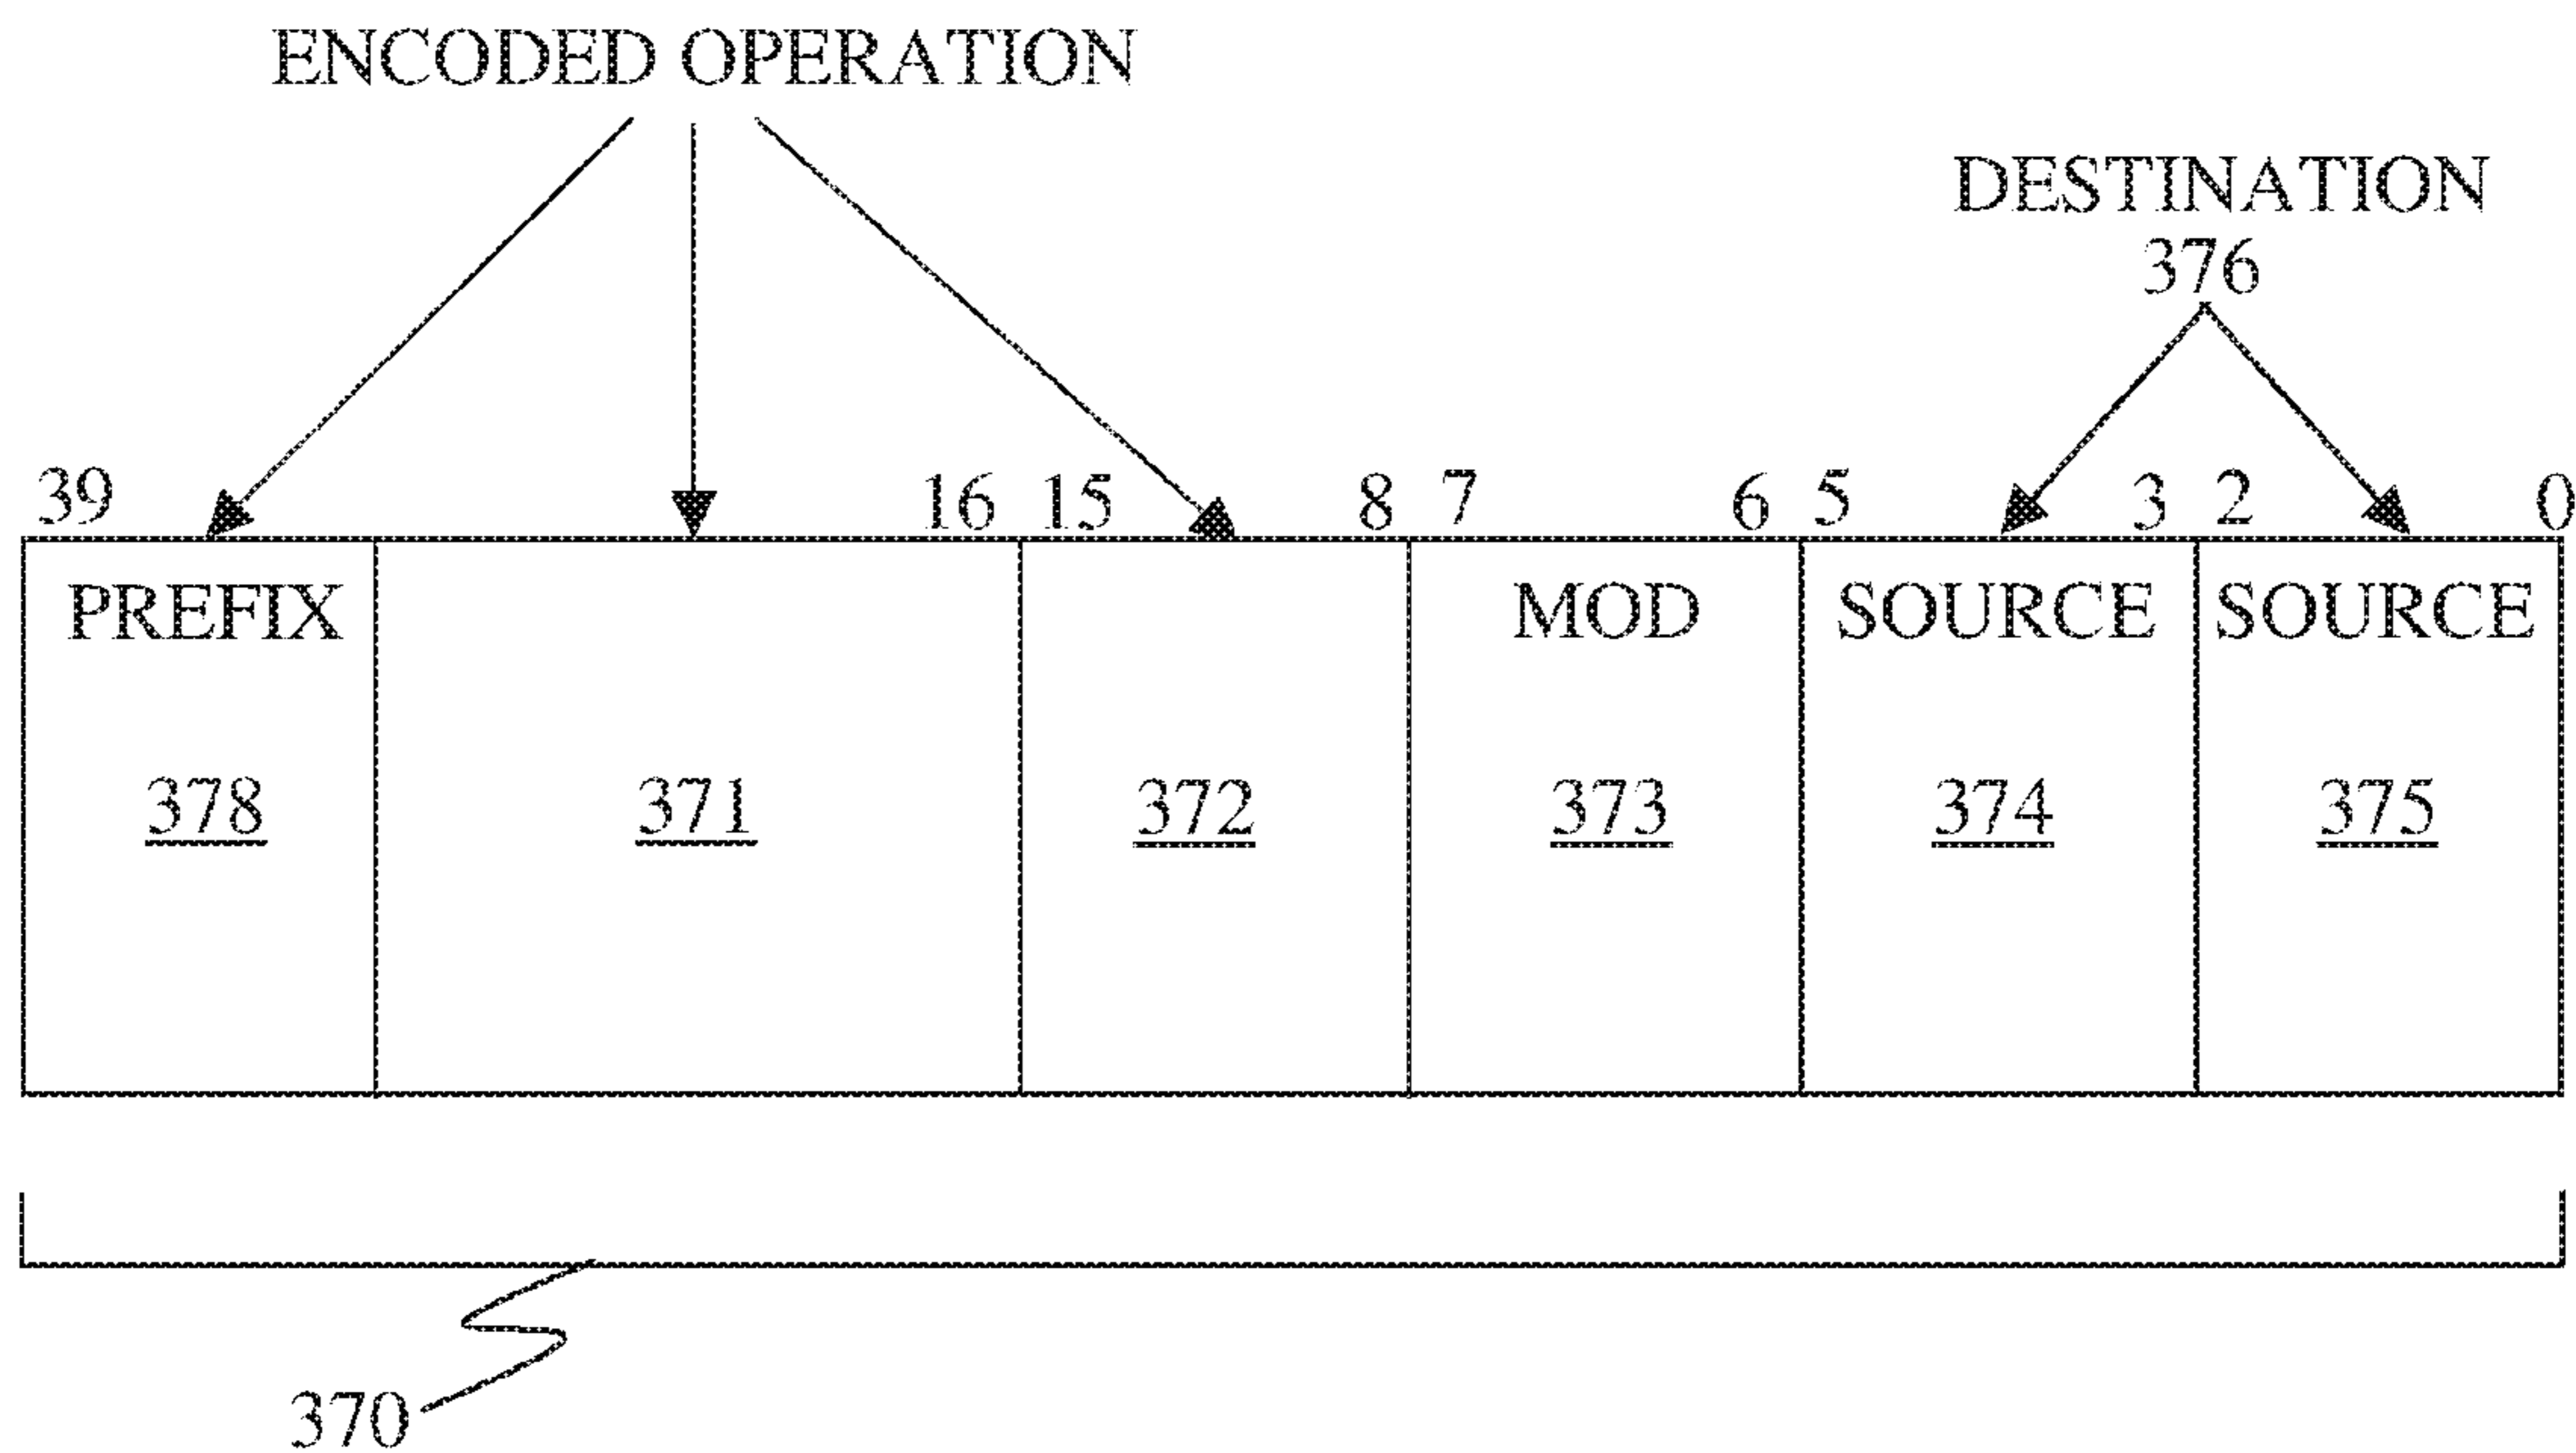 ENCODED OPERATION
DESTINATION
376
39 16 15 8 7 6 5 3 2 0
PREFIX MOD SOURCE SOURCE
378 371 372 373 374 375
370